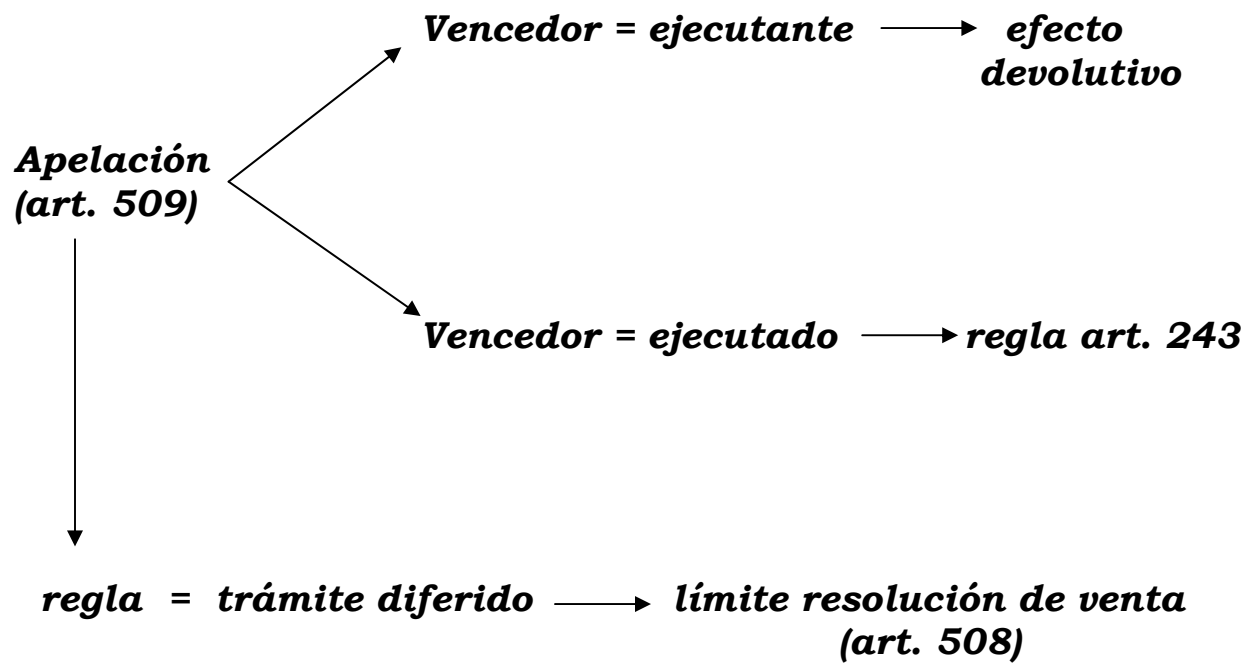 Vencedor = ejecutante
efecto
devolutivo
Apelación
(art. 509)
Vencedor = ejecutado
regla art. 243
regla = trámite diferido
límite resolución de venta
(art. 508)